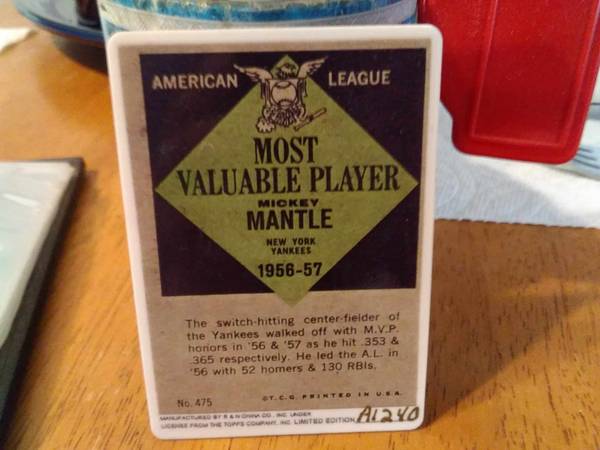 AMERICAN LEAGUE
MOST
VALUABLE PLAYER
MICKEY
MANTLE
NEW YORK
YANKEES
1956-57
The switch-hitting center-fielder of
the Yankees walked off with M.V.P.
honors in '56 & '57 as he hit .353 &
.365 respectively. He led the A.L. in
'56 with 52 homers & 130 RBIs.
No. 475 ©T.C.G. PRINTED IN U.S.A.
MANUFACTURED BY R & N CHINA CO., INC. UNDER
LICENSE FROM THE TOPPS COMPANY, INC. LIMITED EDITION A1240